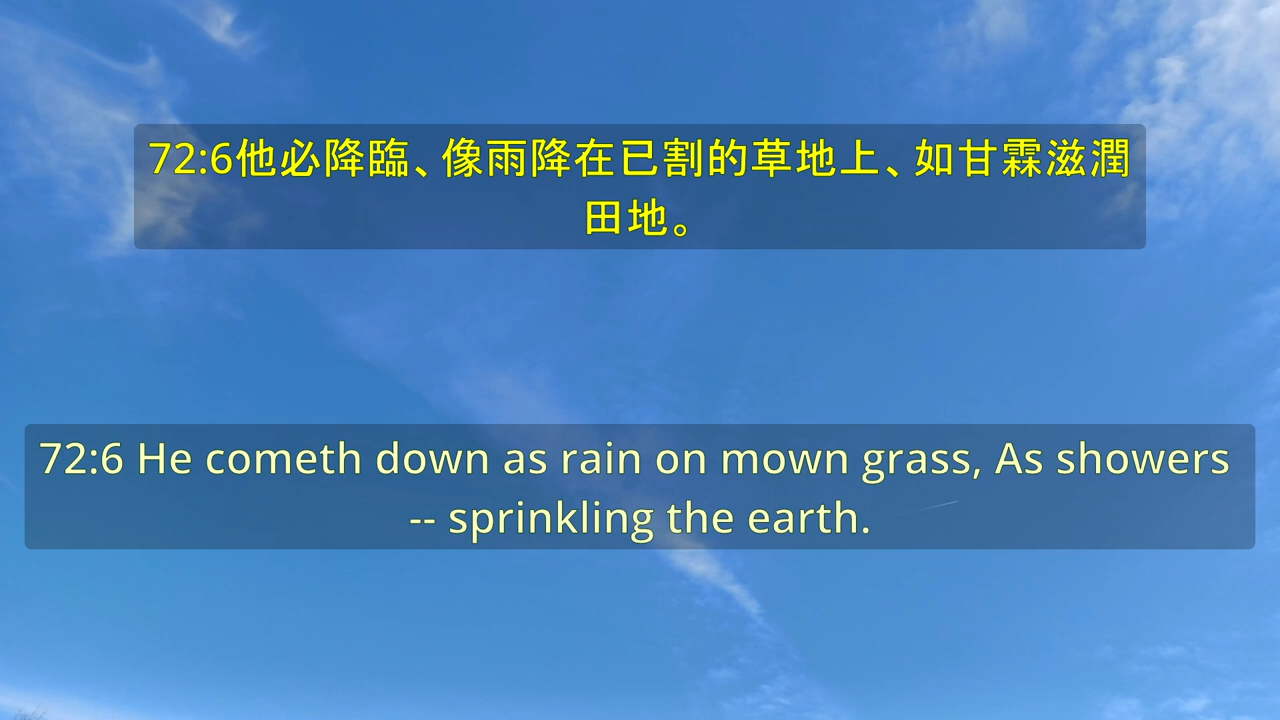 72:6他必降臨、像雨降在已割的草地上、如甘霖滋潤
田地。
72:6 He cometh down as rain on mown grass, As showers
-- sprinkling the earth.